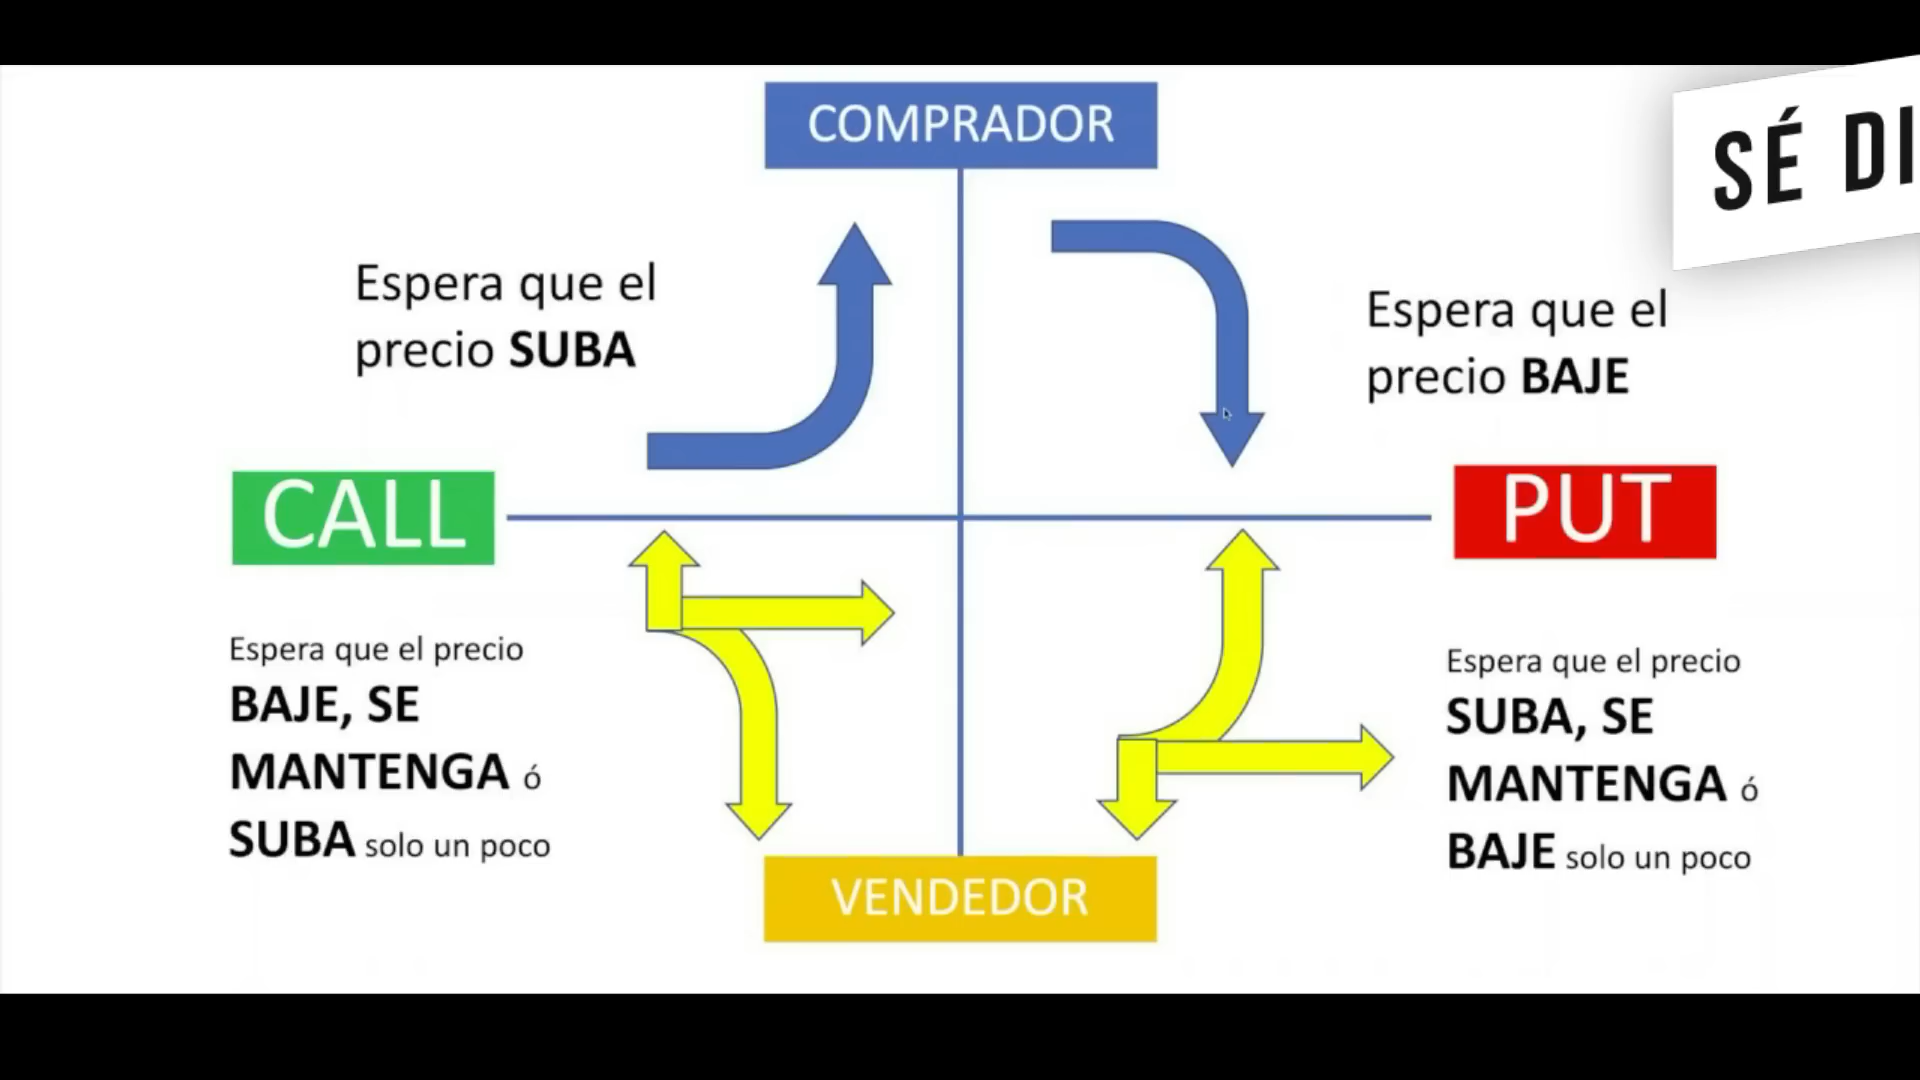 COMPRADOR
SÉ DI
Espera que el
precio SUBA
Espera que el
precio BAJE
CALL
PUT
Espera que el precio
BAJE, SE
MANTENGA ó
SUBA solo un poco
Espera que el precio
SUBA, SE
MANTENGA ó
BAJE solo un poco
VENDEDOR